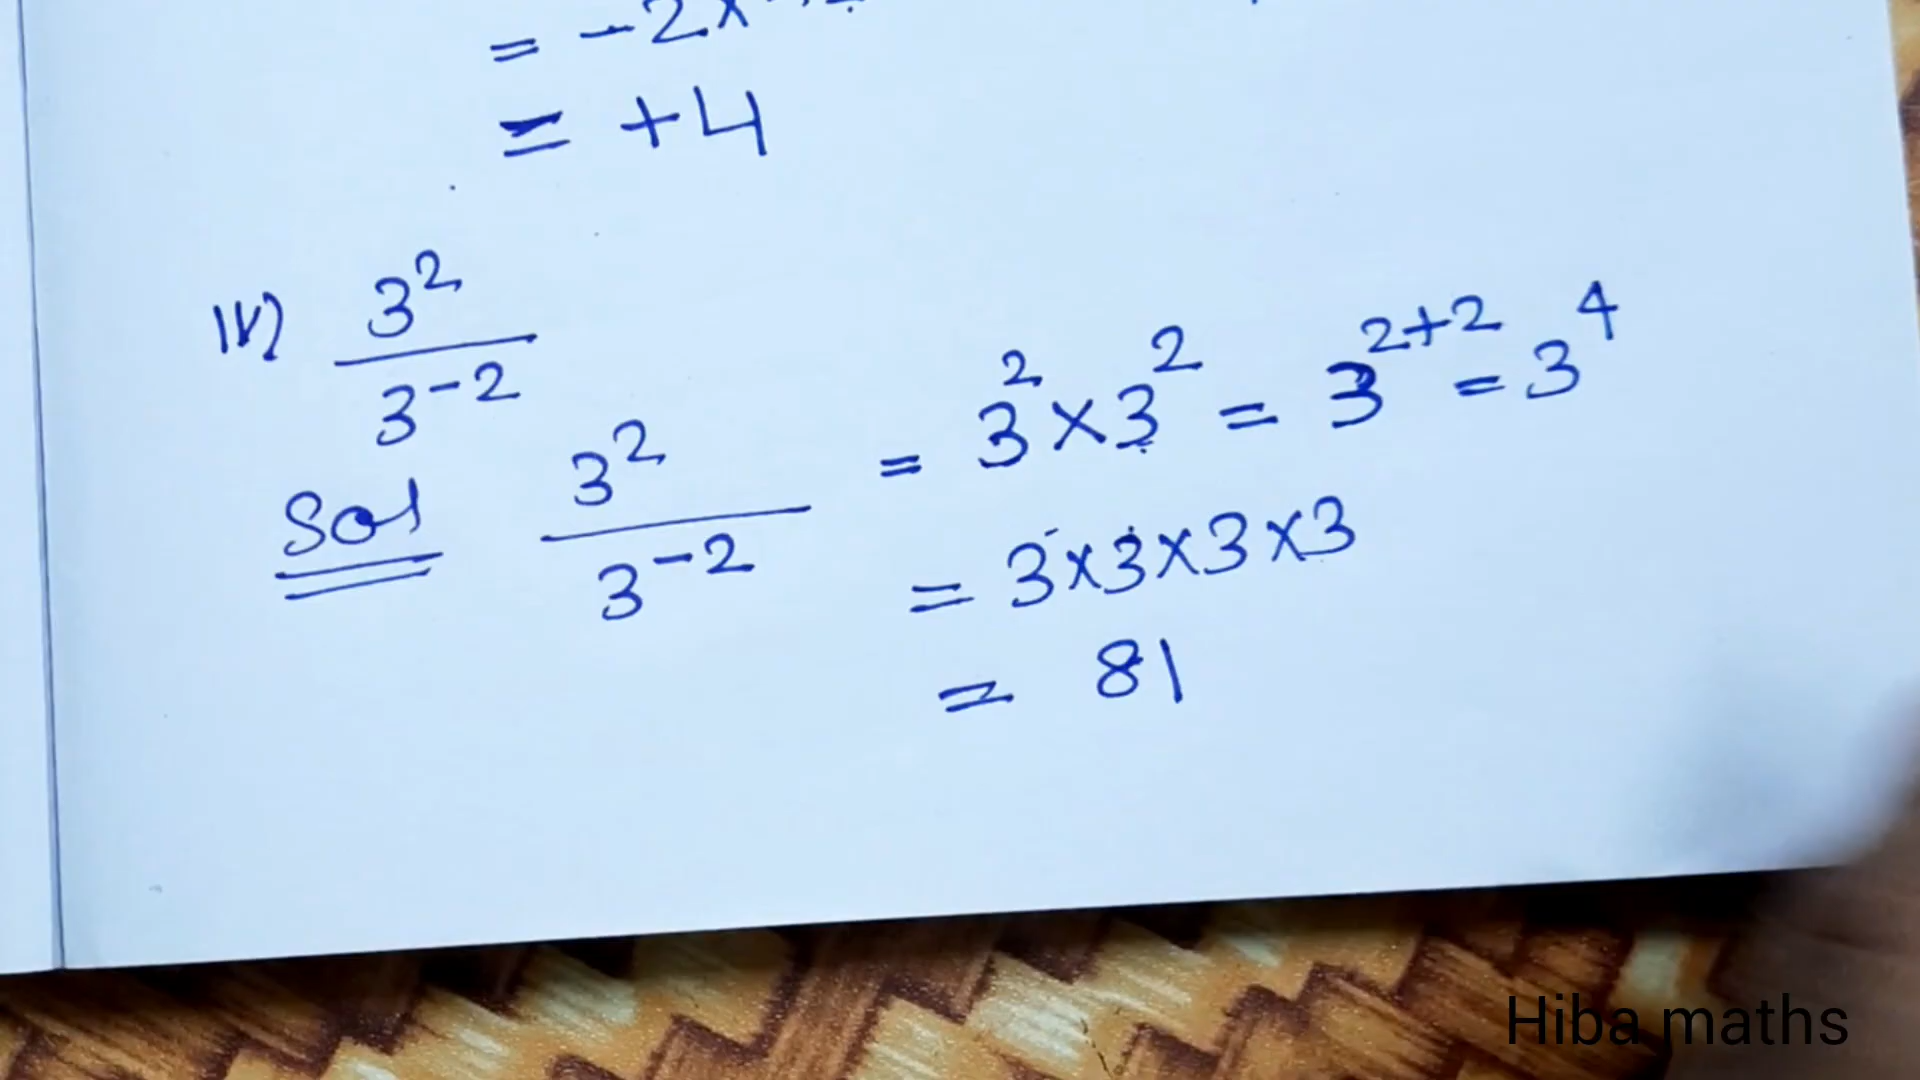 = -2×
= +4
IV) 3²/3⁻²
Sol 3²/3⁻² = 3² × 3² = 3²⁺² = 3⁴
= 3×3×3×3
= 81
Hiba maths